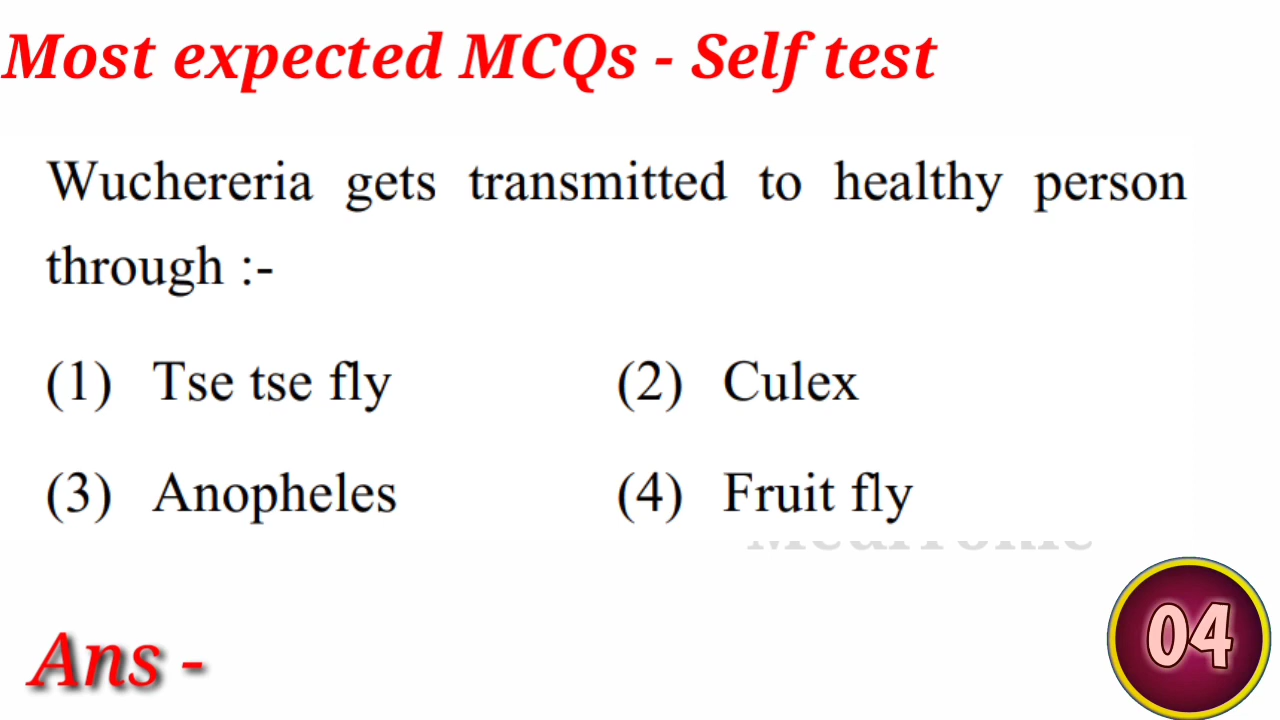 Most expected MCQs - Self test
Wuchereria gets transmitted to healthy person
through :-
(1) Tse tse fly (2) Culex
(3) Anopheles (4) Fruit fly
Ans -
04